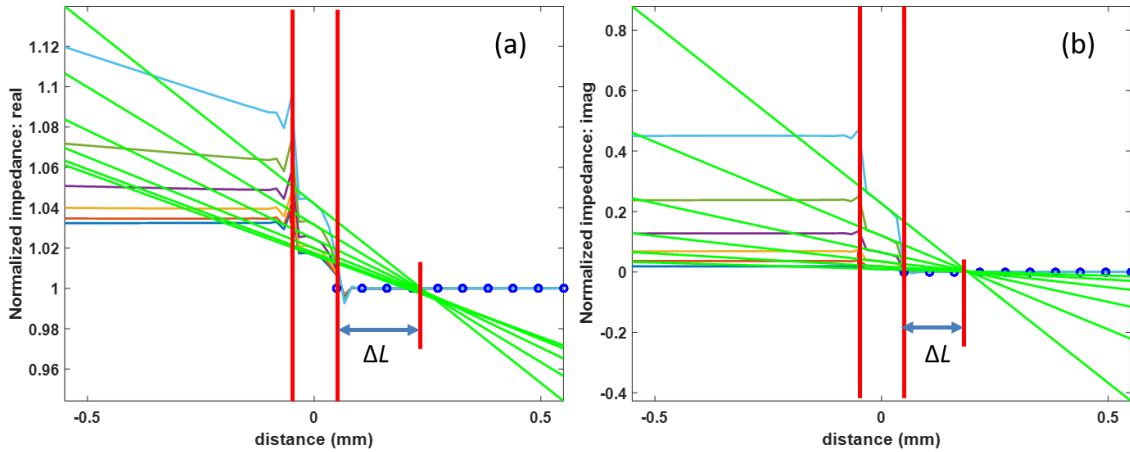 (a)
Normalized impedance: real
1.12
1.1
1.08
1.06
1.04
1.02
1
0.98
0.96
ΔL
-0.5
0
0.5
distance (mm)
(b)
Normalized impedance: imag
0.8
0.6
0.4
0.2
0
-0.2
-0.4
ΔL
-0.5
0
0.5
distance (mm)